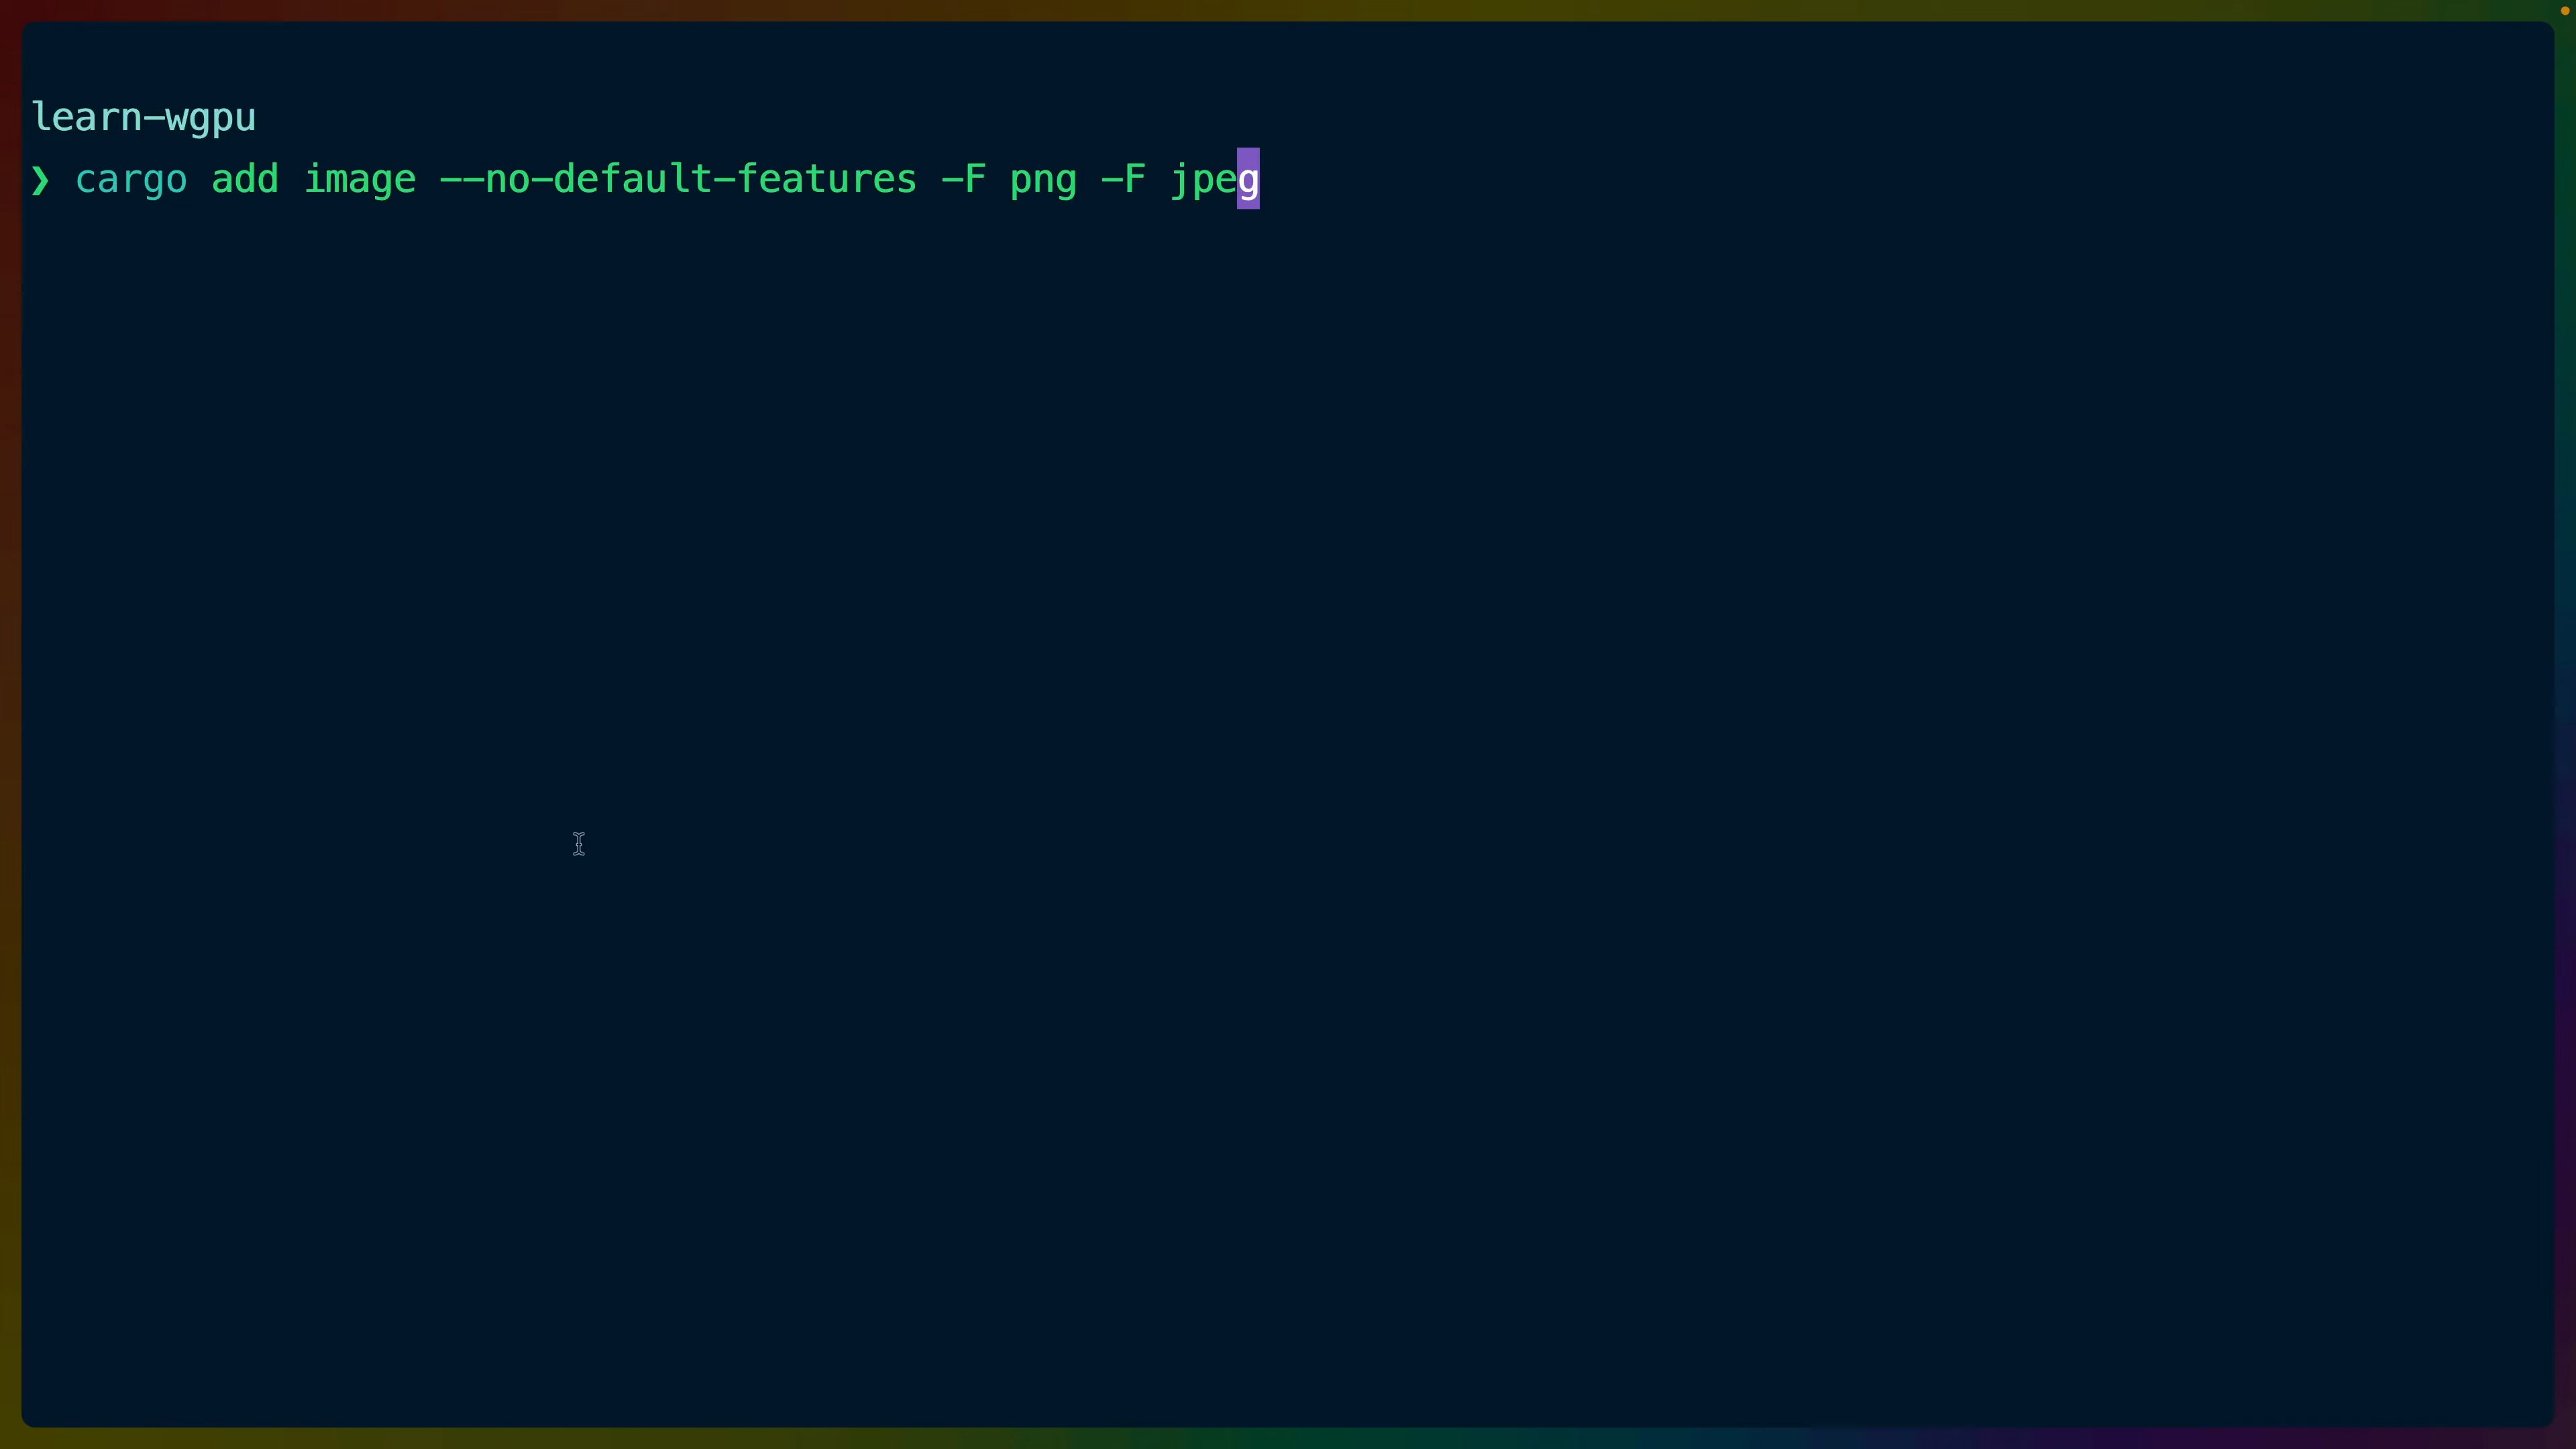 learn-wgpu
❯ cargo add image --no-default-features -F png -F jpeg